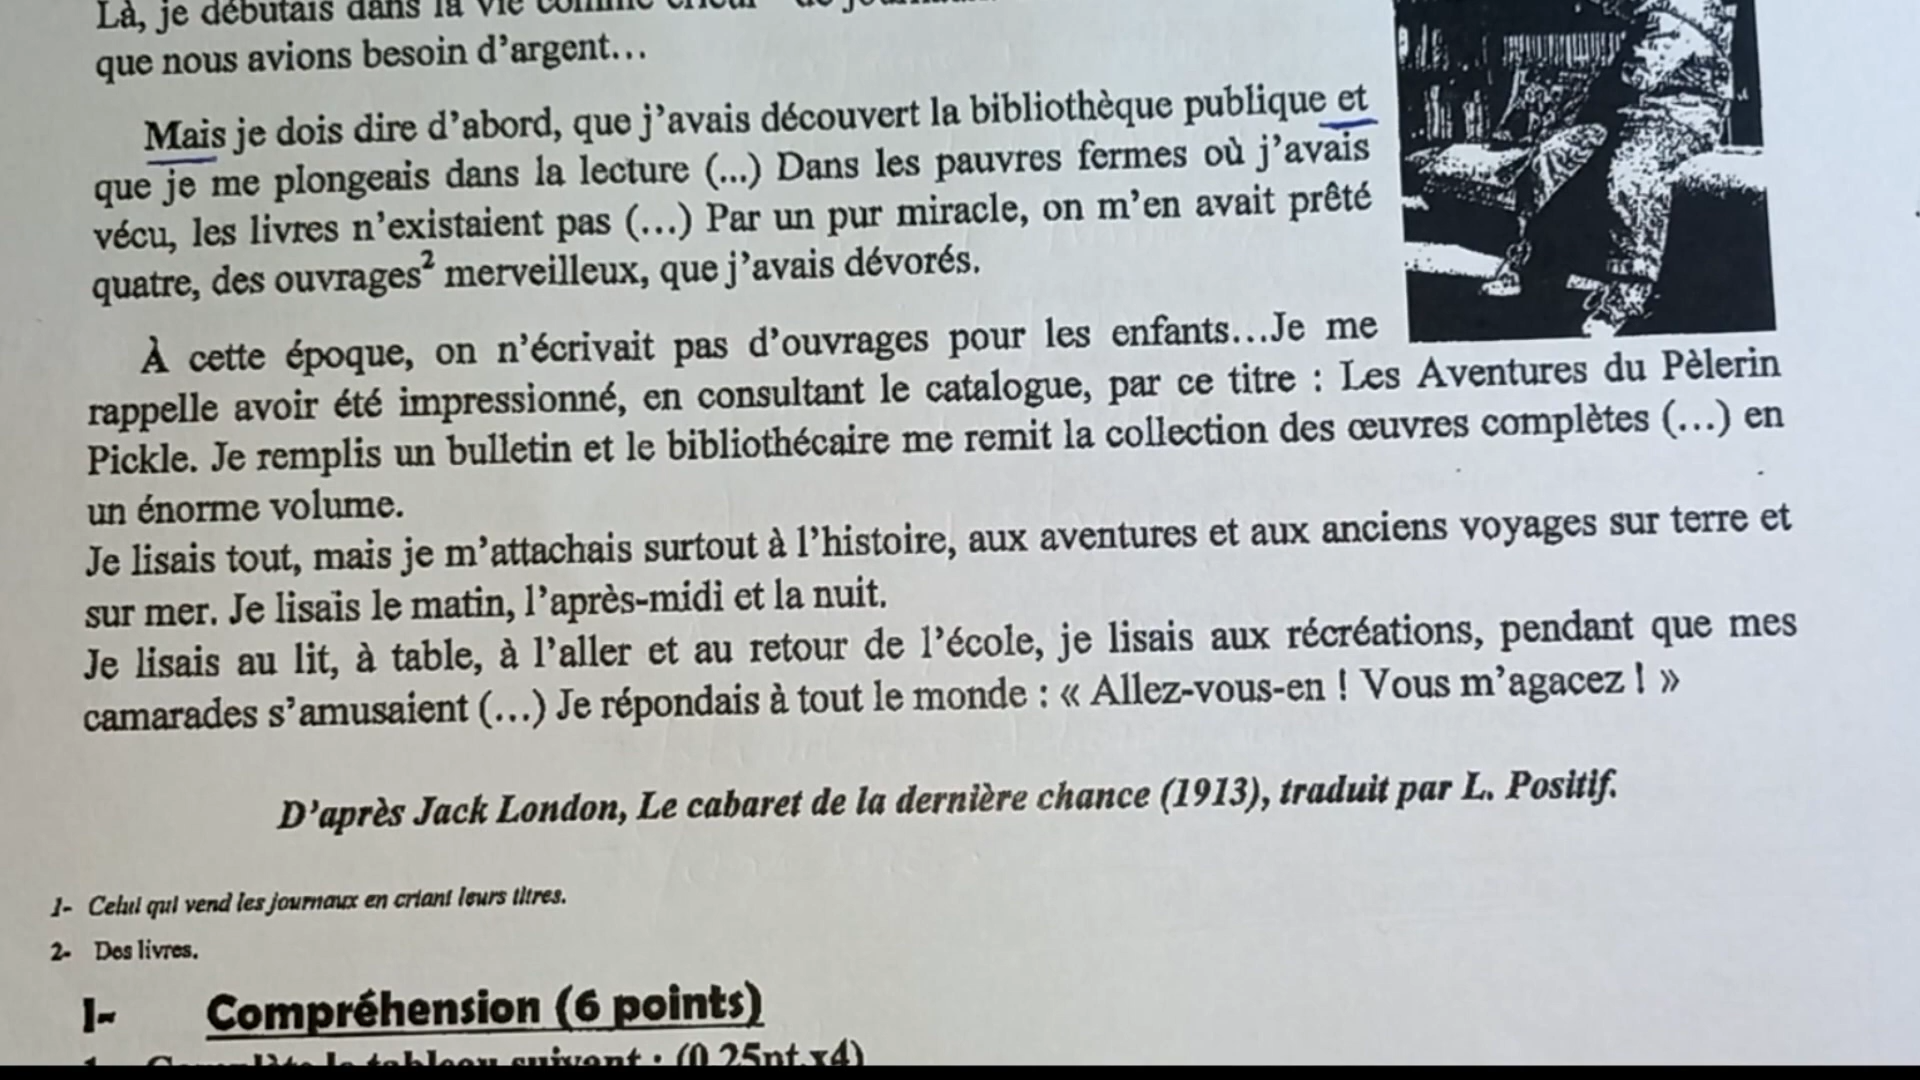 Là, je débutais dans la vie comme crieur de
que nous avions besoin d'argent...
Mais je dois dire d'abord, que j'avais découvert la bibliothèque publique et
que je me plongeais dans la lecture (...) Dans les pauvres fermes où j'avais
vécu, les livres n'existaient pas (...) Par un pur miracle, on m'en avait prêté
quatre, des ouvrages² merveilleux, que j'avais dévorés.
À cette époque, on n'écrivait pas d'ouvrages pour les enfants...Je me
rappelle avoir été impressionné, en consultant le catalogue, par ce titre : Les Aventures du Pèlerin
Pickle. Je remplis un bulletin et le bibliothécaire me remit la collection des œuvres complètes (...) en
un énorme volume.
Je lisais tout, mais je m'attachais surtout à l'histoire, aux aventures et aux anciens voyages sur terre et
sur mer. Je lisais le matin, l'après-midi et la nuit.
Je lisais au lit, à table, à l'aller et au retour de l'école, je lisais aux récréations, pendant que mes
camarades s'amusaient (...) Je répondais à tout le monde : « Allez-vous-en ! Vous m'agacez ! »
D'après Jack London, Le cabaret de la dernière chance (1913), traduit par L. Positif.
1- Celui qui vend les journaux en criant leurs titres.
2- Des livres.
I- Compréhension (6 points)
1- Complète le tableau suivant : (0,25pt x4)